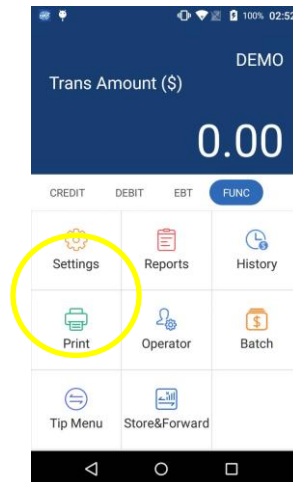 100% 02:52
DEMO
Trans Amount ($)
0.00
CREDIT DEBIT EBT FUNC
Settings Reports History
Print Operator Batch
Tip Menu Store&Forward